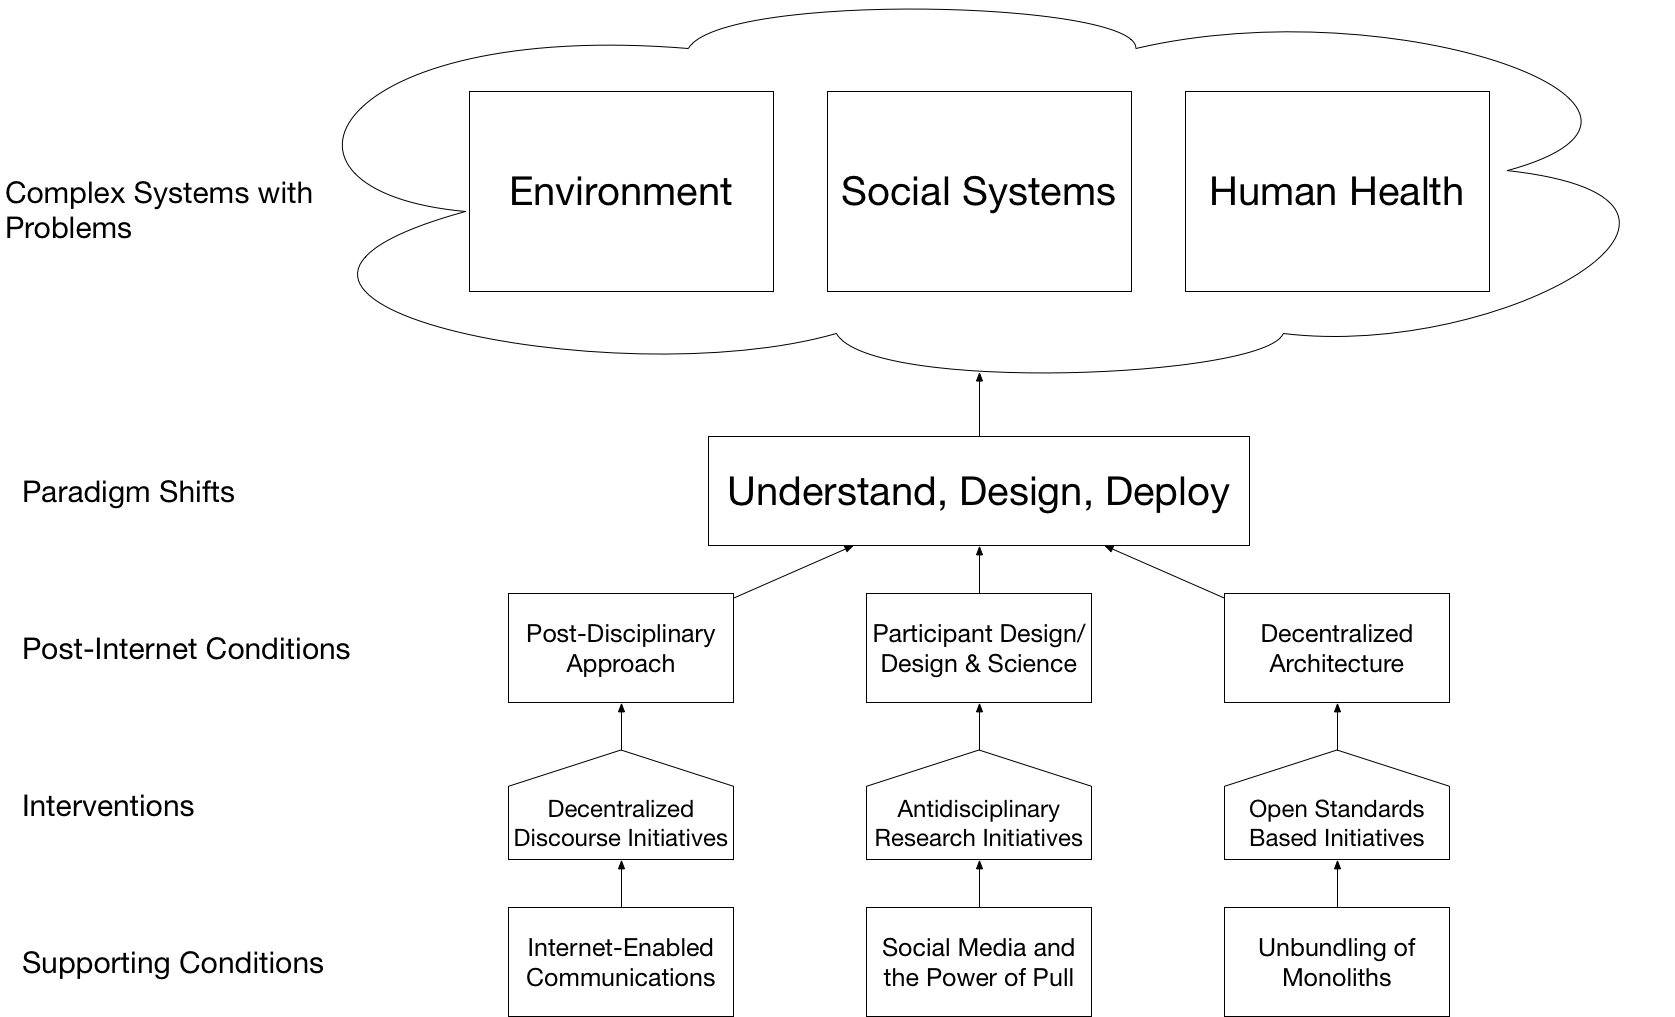 Complex Systems with
Problems
Environment
Social Systems
Human Health
Paradigm Shifts
Understand, Design, Deploy
Post-Internet Conditions
Post-Disciplinary
Approach
Participant Design/
Design & Science
Decentralized
Architecture
Interventions
Decentralized
Discourse Initiatives
Antidisciplinary
Research Initiatives
Open Standards
Based Initiatives
Supporting Conditions
Internet-Enabled
Communications
Social Media and
the Power of Pull
Unbundling of
Monoliths